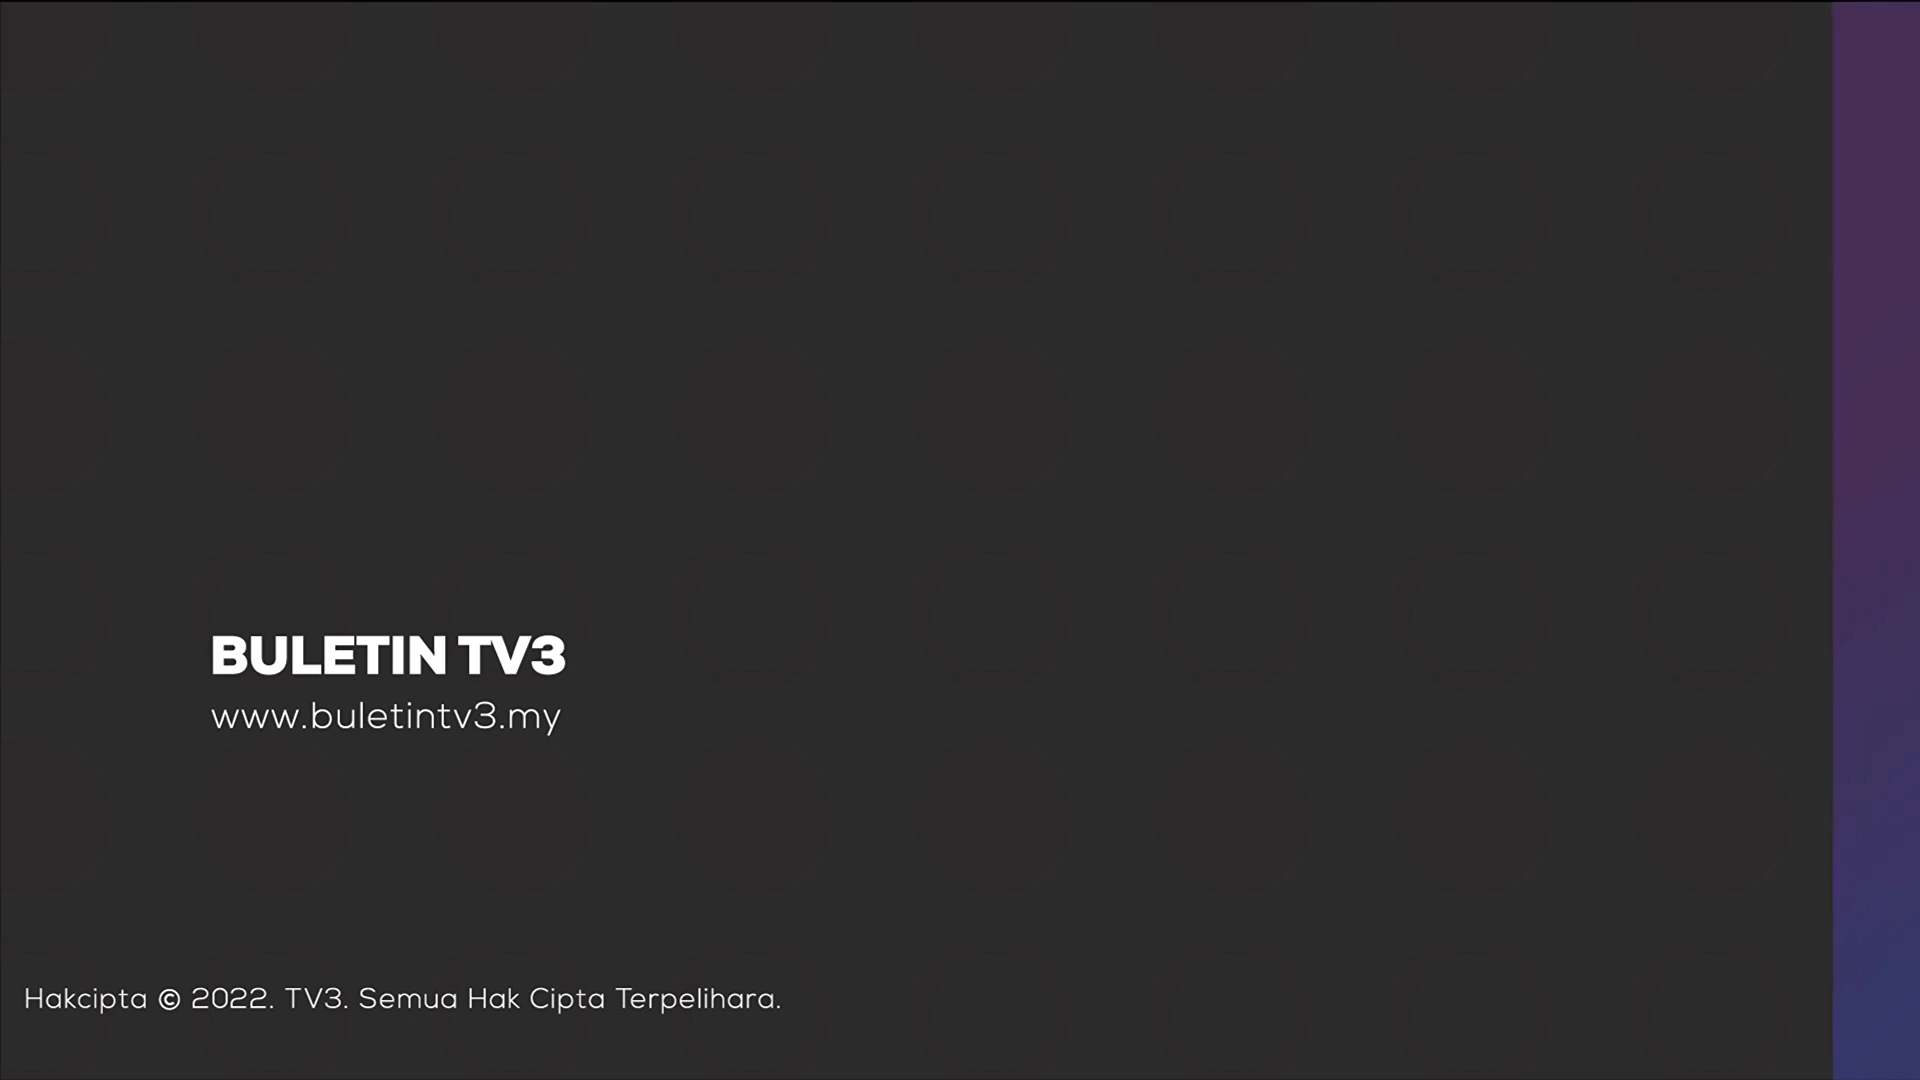 BULETIN TV3
www.buletintv3.my
Hakcipta © 2022. TV3. Semua Hak Cipta Terpelihara.